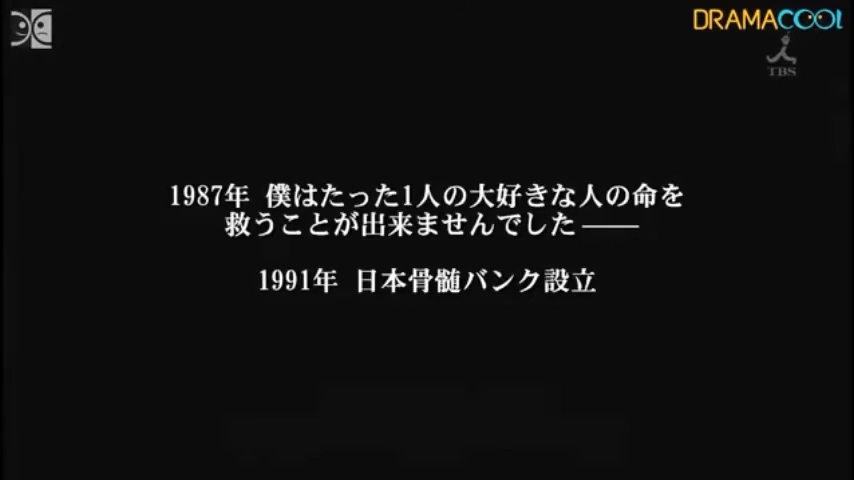 DRAMACOOL
TBS
1987年 僕はたった1人の大好きな人の命を
救うことが出来ませんでした――
1991年 日本骨髄バンク設立